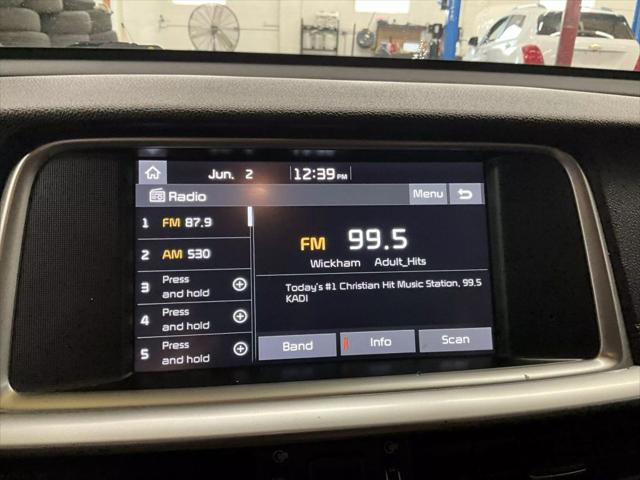 Jun. 2 12:39 PM
Radio Menu
1 FM 87.9
2 AM 530
3 Press and hold
4 Press and hold
5 Press and hold
FM 99.5
Wickham Adult_Hits
Today's #1 Christian Hit Music Station, 99.5
KADI
Band Info Scan